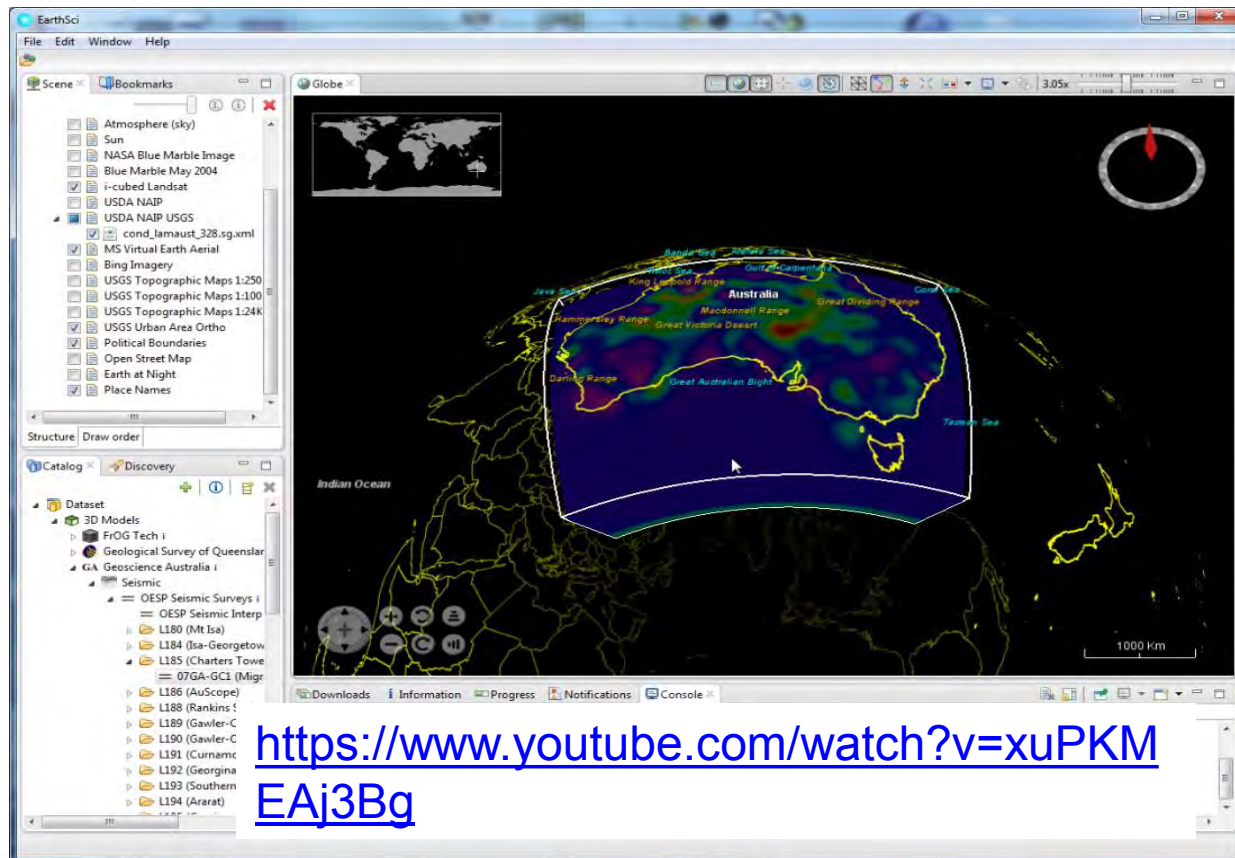 EarthSci
File Edit Window Help
Scene Bookmarks
Atmosphere (sky)
Sun
NASA Blue Marble Image
Blue Marble May 2004
i-cubed Landsat
USDA NAIP
USDA NAIP USGS
cond_lamaust_328.sg.xml
MS Virtual Earth Aerial
Bing Imagery
USGS Topographic Maps 1:250
USGS Topographic Maps 1:100
USGS Topographic Maps 1:24K
USGS Urban Area Ortho
Political Boundaries
Open Street Map
Earth at Night
Place Names
Structure Draw order
Catalog Discovery
Dataset
3D Models
FrOG Tech
Geological Survey of Queenslan
GA Geoscience Australia
Seismic
OESP Seismic Surveys
OESP Seismic Interp
L180 (Mt Isa)
L184 (Isa-Georgetow
L185 (Charters Towe
07GA-GC1 (Migr
L186 (AuScope)
L188 (Rankins S
L189 (Gawler-C
L190 (Gawler-C
L191 (Curnamo
L192 (Georgina
L193 (Southern
L194 (Ararat)
Globe
3.05x
Banda Sea Arafura Sea
Timor Sea Gulf of Carpentaria
King Leopold Range
Java Sea Australia Coral Sea
Great Dividing Range
Macdonnell Range
Hammersley Range Great Victoria Desert
Darling Range Great Australian Bight
Tasman Sea
Indian Ocean
1000 Km
Downloads Information Progress Notifications Console
https://www.youtube.com/watch?v=xuPKM
EAj3Bg